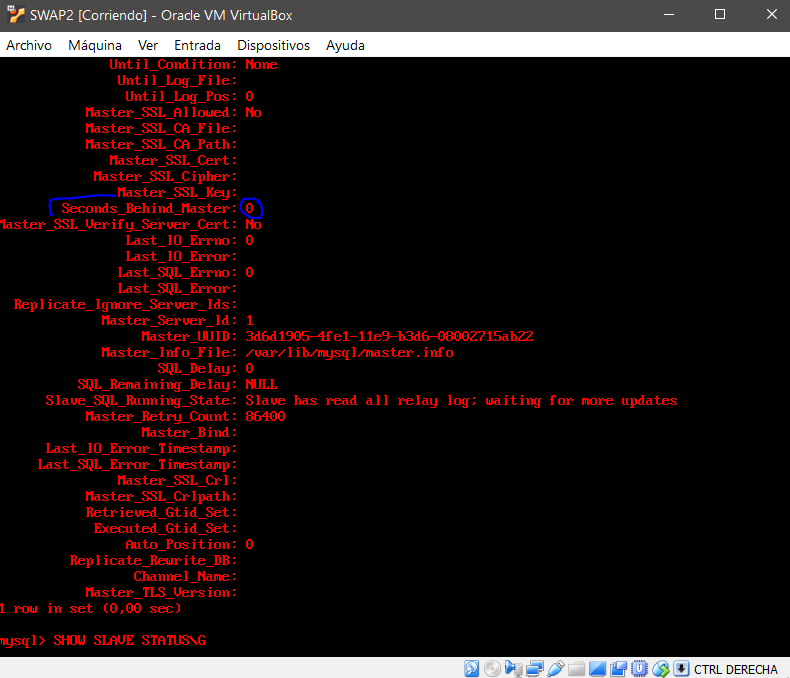 SWAP2 [Corriendo] - Oracle VM VirtualBox
Archivo Máquina Ver Entrada Dispositivos Ayuda
Until_Condition: None
Until_Log_File:
Until_Log_Pos: 0
Master_SSL_Allowed: No
Master_SSL_CA_File:
Master_SSL_CA_Path:
Master_SSL_Cert:
Master_SSL_Cipher:
Master_SSL_Key:
Seconds_Behind_Master: 0
Master_SSL_Verify_Server_Cert: No
Last_IO_Errno: 0
Last_IO_Error:
Last_SQL_Errno: 0
Last_SQL_Error:
Replicate_Ignore_Server_Ids:
Master_Server_Id: 1
Master_UUID: 3d6d1905-4fe1-11e9-b3d6-08002715ab22
Master_Info_File: /var/lib/mysql/master.info
SQL_Delay: 0
SQL_Remaining_Delay: NULL
Slave_SQL_Running_State: Slave has read all relay log; waiting for more updates
Master_Retry_Count: 86400
Master_Bind:
Last_IO_Error_Timestamp:
Last_SQL_Error_Timestamp:
Master_SSL_Crl:
Master_SSL_Crlpath:
Retrieved_Gtid_Set:
Executed_Gtid_Set:
Auto_Position: 0
Replicate_Rewrite_DB:
Channel_Name:
Master_TLS_Version:
1 row in set (0,00 sec)
mysql> SHOW SLAVE STATUS\G
CTRL DERECHA